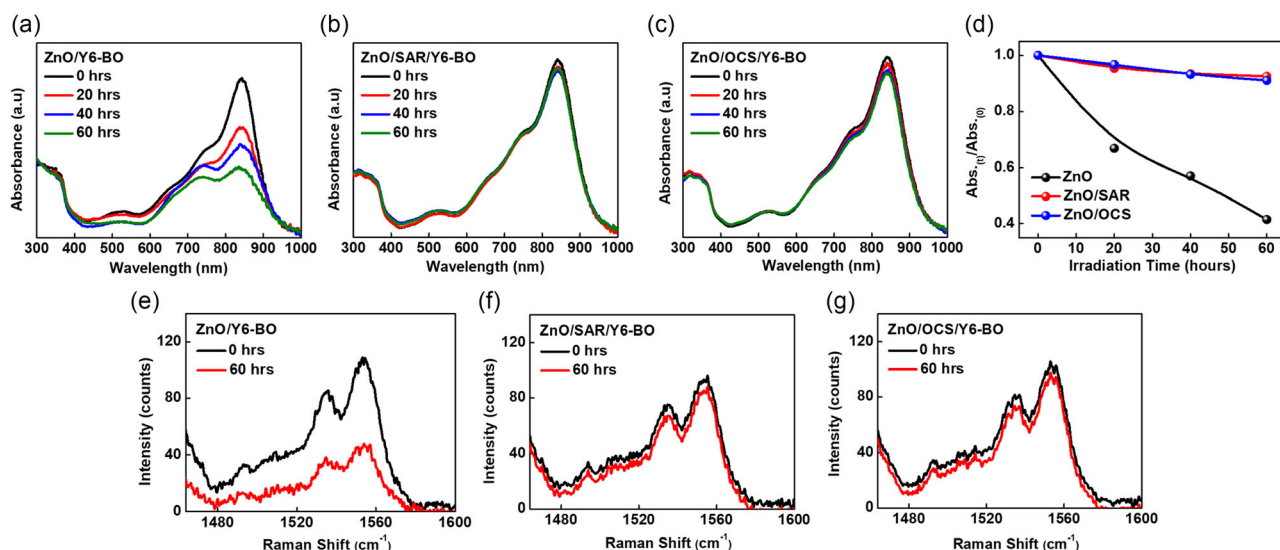 (a)
ZnO/Y6-BO
0 hrs
20 hrs
40 hrs
60 hrs
Absorbance (a.u)
300 400 500 600 700 800 900 1000
Wavelength (nm)
(b)
ZnO/SAR/Y6-BO
0 hrs
20 hrs
40 hrs
60 hrs
Absorbance (a.u)
300 400 500 600 700 800 900 1000
Wavelength (nm)
(c)
ZnO/OCS/Y6-BO
0 hrs
20 hrs
40 hrs
60 hrs
Absorbance (a.u)
300 400 500 600 700 800 900 1000
Wavelength (nm)
(d)
Abs.(t)/Abs.(0)
1.0
0.8
0.6
0.4
ZnO
ZnO/SAR
ZnO/OCS
0 20 40 60
Irradiation Time (hours)
(e)
ZnO/Y6-BO
0 hrs
60 hrs
Intensity (counts)
120
80
40
0
1480 1520 1560 1600
Raman Shift (cm-1)
(f)
ZnO/SAR/Y6-BO
0 hrs
60 hrs
Intensity (counts)
120
80
40
0
1480 1520 1560 1600
Raman Shift (cm-1)
(g)
ZnO/OCS/Y6-BO
0 hrs
60 hrs
Intensity (counts)
120
80
40
0
1480 1520 1560 1600
Raman Shift (cm-1)